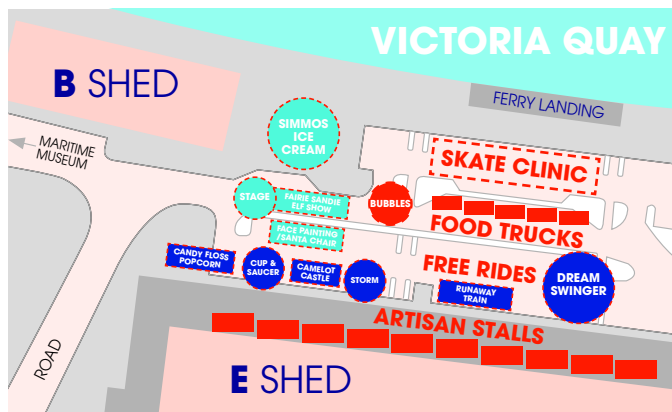 VICTORIA QUAY
B SHED
FERRY LANDING
SIMMOS
ICE
CREAM
MARITIME
MUSEUM
SKATE CLINIC
STAGE
FAIRIE SANDIE
ELF SHOW
BUBBLES
FOOD TRUCKS
FACE PAINTING
/SANTA CHAIR
CANDY FLOSS
POPCORN
CUP &
SAUCER
CAMELOT
CASTLE
STORM
FREE RIDES
RUNAWAY
TRAIN
DREAM
SWINGER
ARTISAN STALLS
ROAD
E SHED